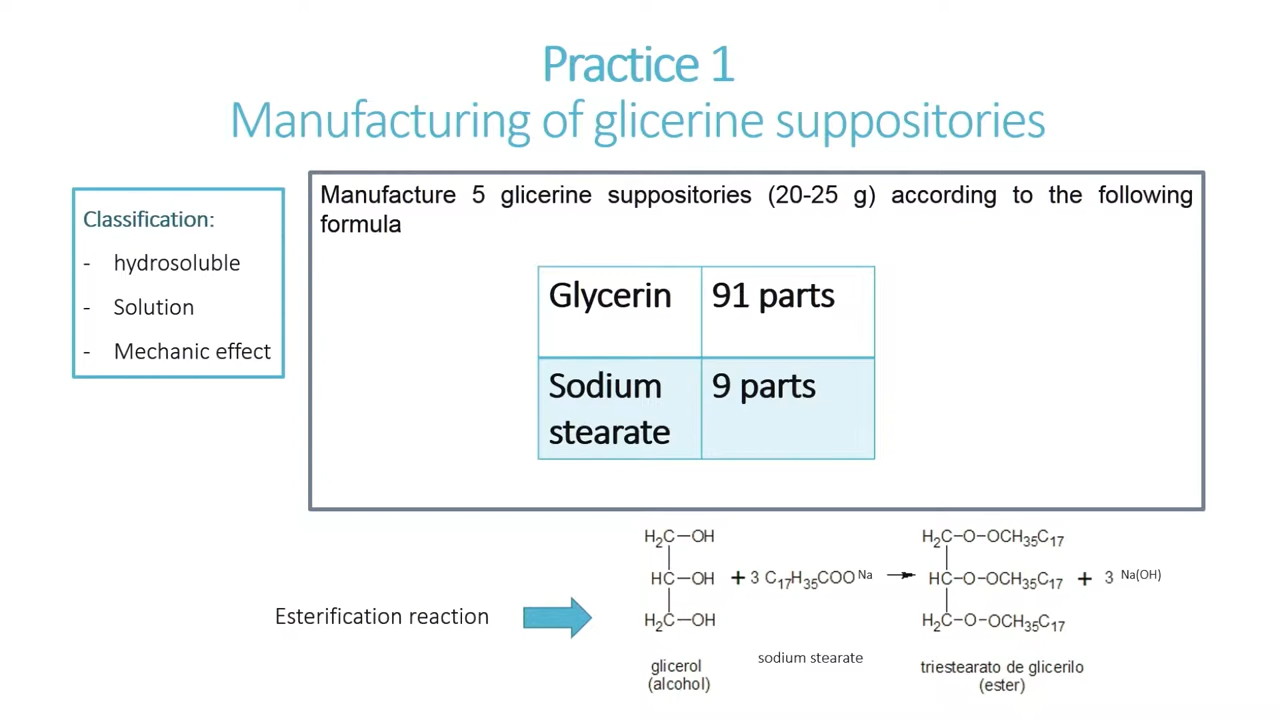 Practice 1
Manufacturing of glicerine suppositories
Classification:
- hydrosoluble
- Solution
- Mechanic effect
Manufacture 5 glicerine suppositories (20-25 g) according to the following
formula
Glycerin 91 parts
Sodium 9 parts
stearate
Esterification reaction
H₂C–OH
HC–OH
H₂C–OH
+ 3 C₁₇H₃₅COO Na
H₂C–O–OCH₃₅C₁₇
HC–O–OCH₃₅C₁₇
H₂C–O–OCH₃₅C₁₇
+ 3 Na(OH)
glicerol
(alcohol)
sodium stearate
triestearato de glicerilo
(ester)